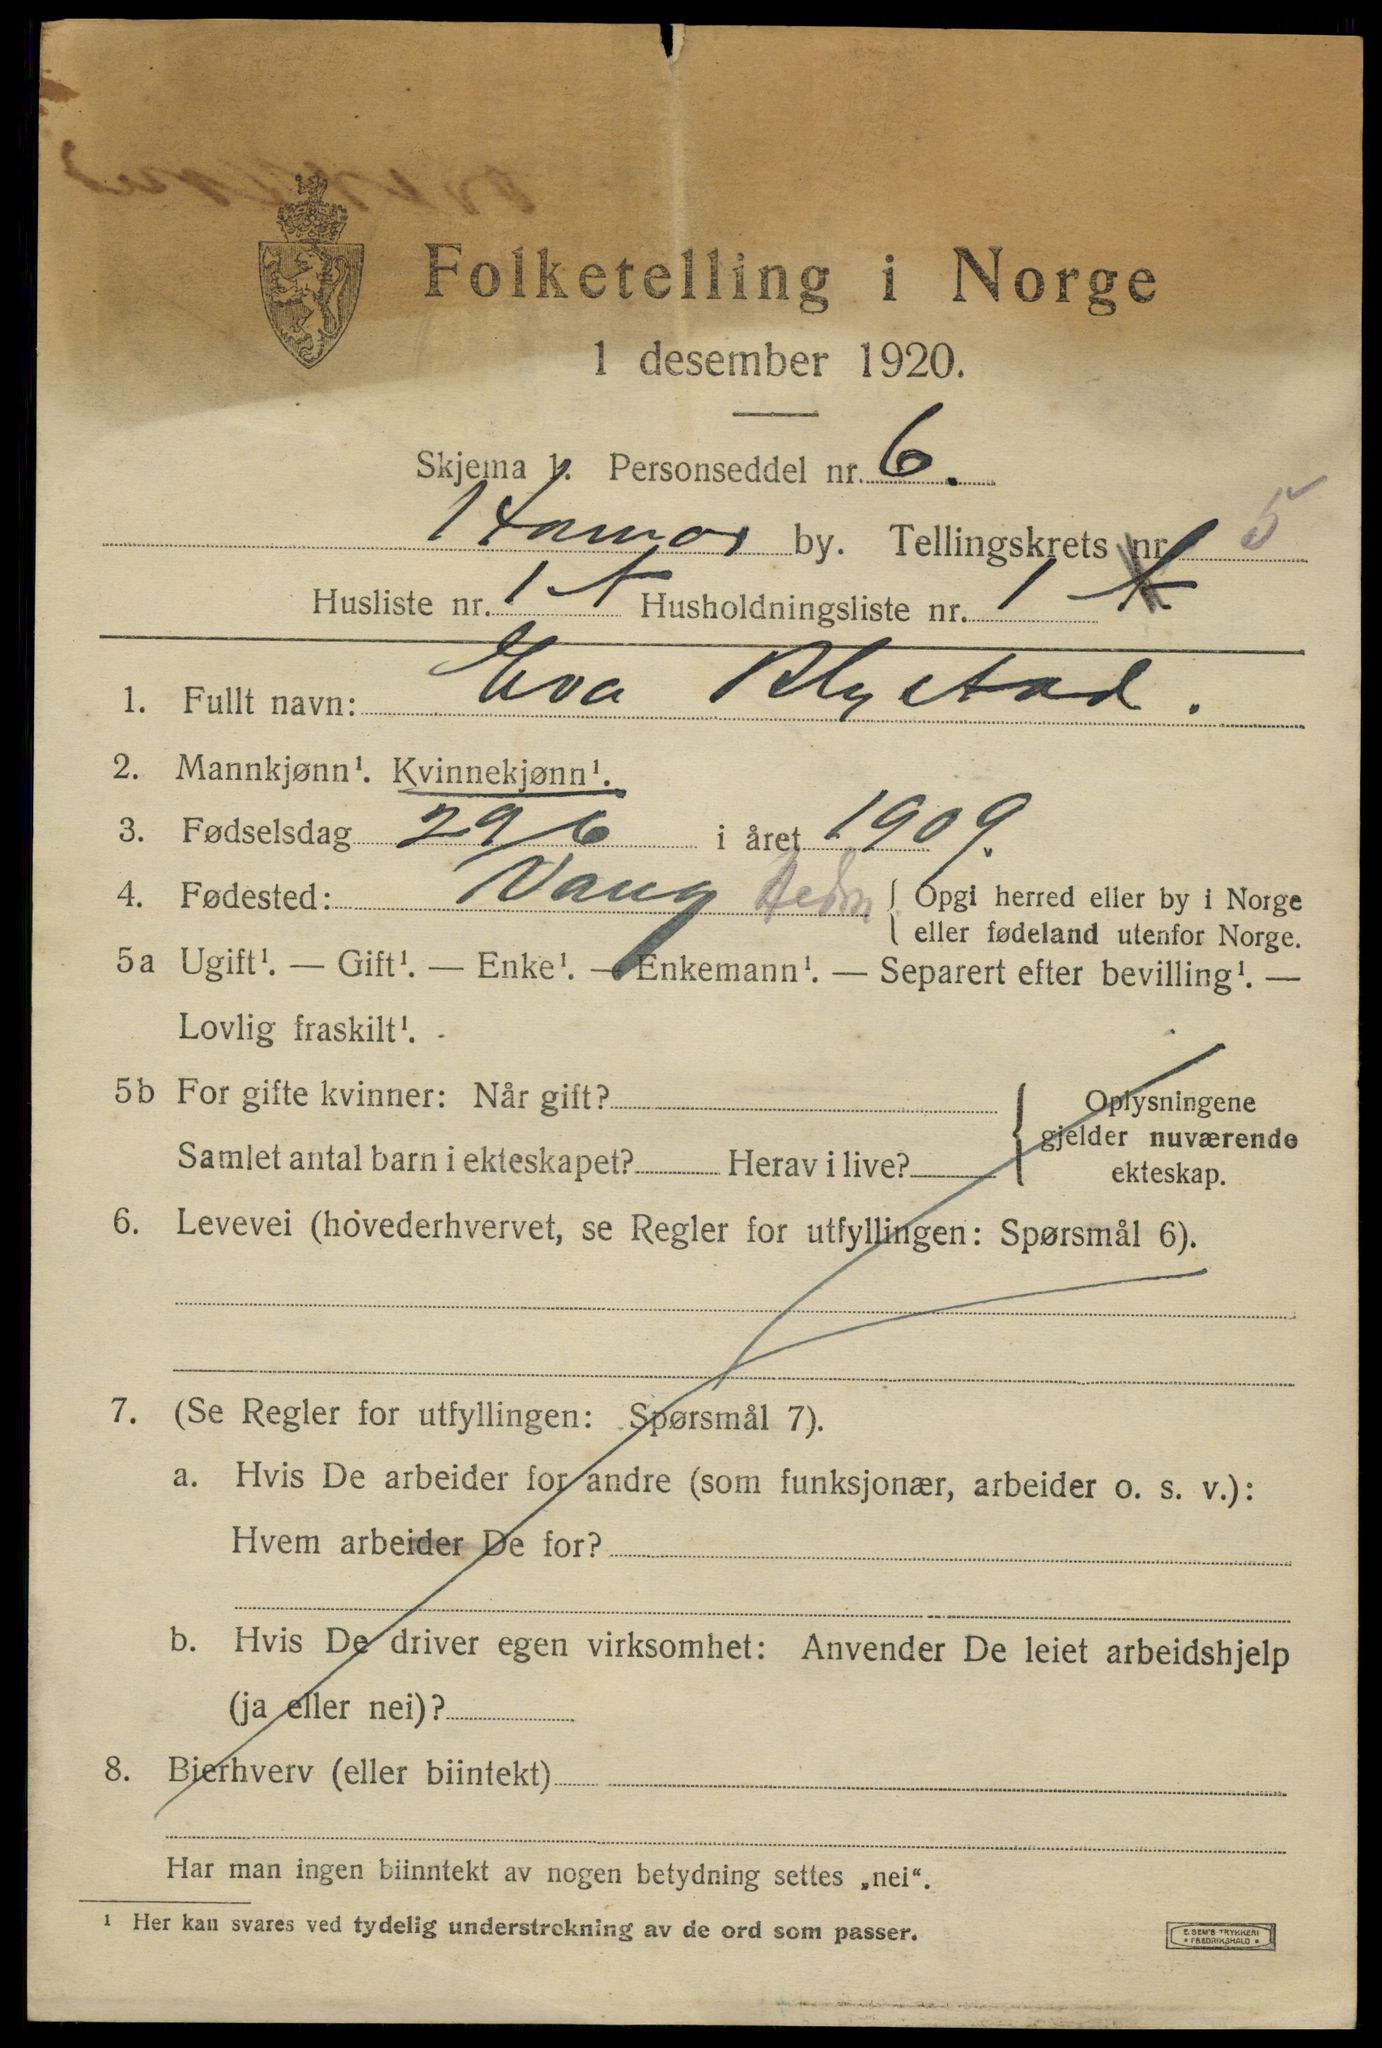 Folketelling i Norge
1 desember 1920.
Skjema 1. Personseddel nr. 6.
Hamar by. Tellingskrets nr. 5
Husliste nr. 1 Husholdningsliste nr. 1
1. Fullt navn: Eva Blystad.
2. Mannkjønn¹. Kvinnekjønn¹.
3. Fødselsdag 29/6 i året 1909.
4. Fødested: Vang Hedm { Opgi herred eller by i Norge
eller fødeland utenfor Norge.
5a Ugift¹. — Gift¹. — Enke¹. — Enkemann¹. — Separert efter bevilling¹. —
Lovlig fraskilt¹.
5b For gifte kvinner: Når gift? { Oplysningene
gjelder nuværende
Samlet antal barn i ekteskapet? Herav i live? ekteskap.
6. Levevei (hovederhvervet, se Regler for utfyllingen: Spørsmål 6).
7. (Se Regler for utfyllingen: Spørsmål 7).
a. Hvis De arbeider for andre (som funksjonær, arbeider o. s. v.):
Hvem arbeider De for?
b. Hvis De driver egen virksomhet: Anvender De leiet arbeidshjelp
(ja eller nei)?
8. Bierhverv (eller biintekt)
Har man ingen biinntekt av nogen betydning settes „nei“.
¹ Her kan svares ved tydelig understrekning av de ord som passer.
E. SEM'S TRYKKERI
• FREDRIKSHALD •